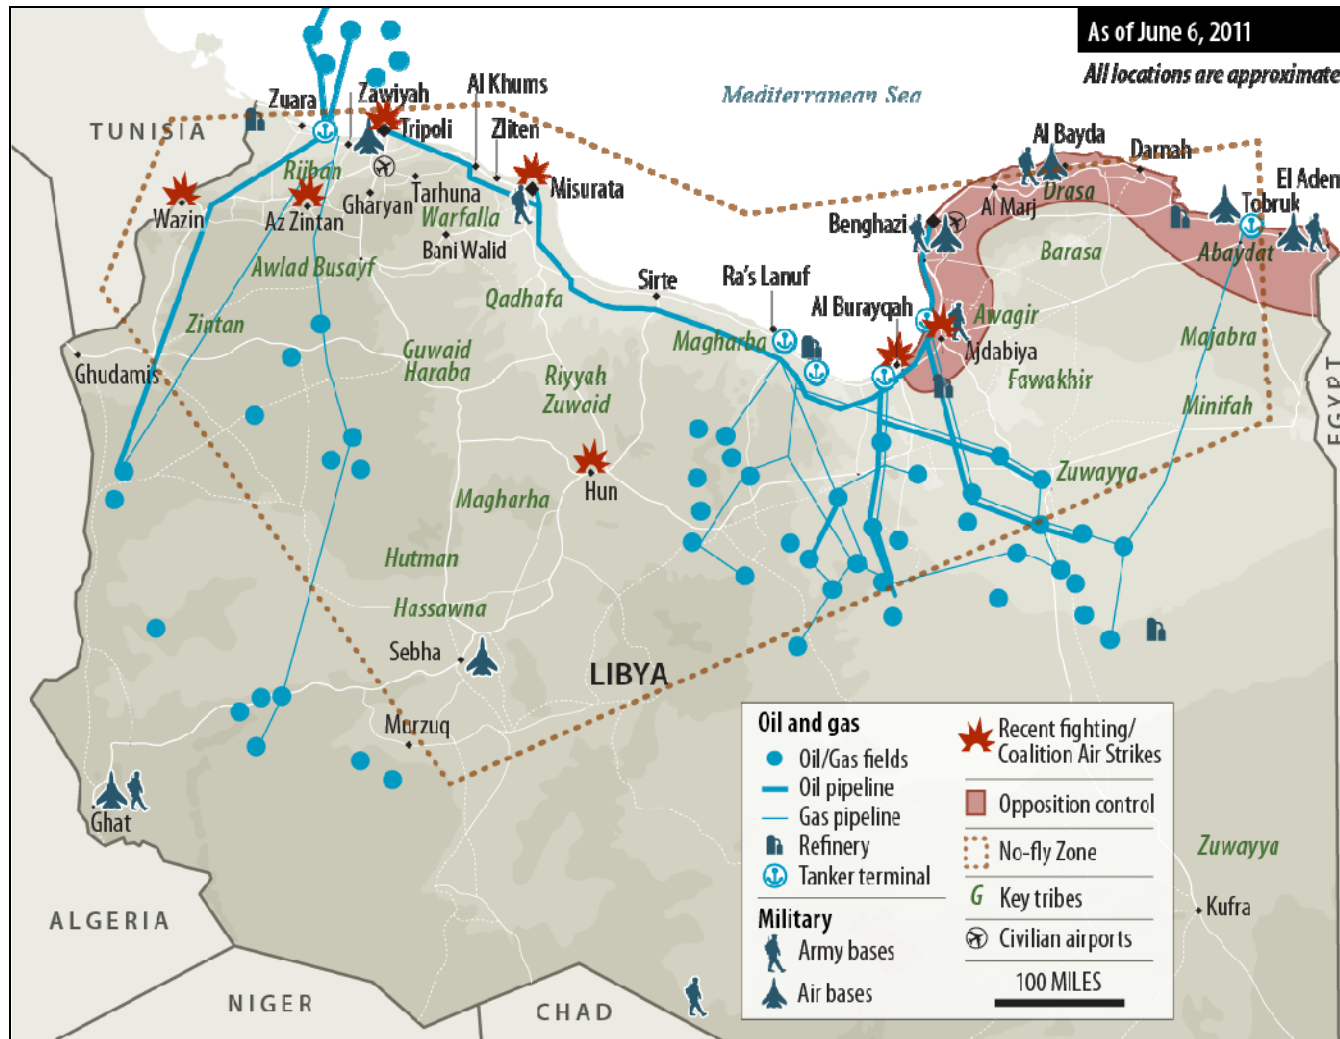 As of June 6, 2011
All locations are approximate
Mediterranean Sea
TUNISIA
Zuara
Zawiyah
Al Khums
Tripoli
Zliten
Al Bayda
Darnah
El Adem
Rijban
Misurata
Drasa
Tobruk
Wazin
Az Zintan
Gharyan
Tarhuna
Warfalla
Al Marj
Benghazi
Bani Walid
Barasa
Abaydat
Awlad Busayf
Sirte
Ra's Lanuf
Qadhafa
Al Burayqah
Awagir
Zintan
Magharba
Majabra
Ajdabiya
Ghudamis
Guwaid
Haraba
Riyyah
Zuwaid
Fawakhir
Minifah
EGYPT
Zuwayya
Hun
Magharha
Hutman
Hassawna
Sebha
LIBYA
Murzuq
Ghat
ALGERIA
NIGER
CHAD
Zuwayya
Kufra
Oil and gas
Oil/Gas fields
Oil pipeline
Gas pipeline
Refinery
Tanker terminal
Military
Army bases
Air bases
Recent fighting/
Coalition Air Strikes
Opposition control
No-fly Zone
G Key tribes
Civilian airports
100 MILES